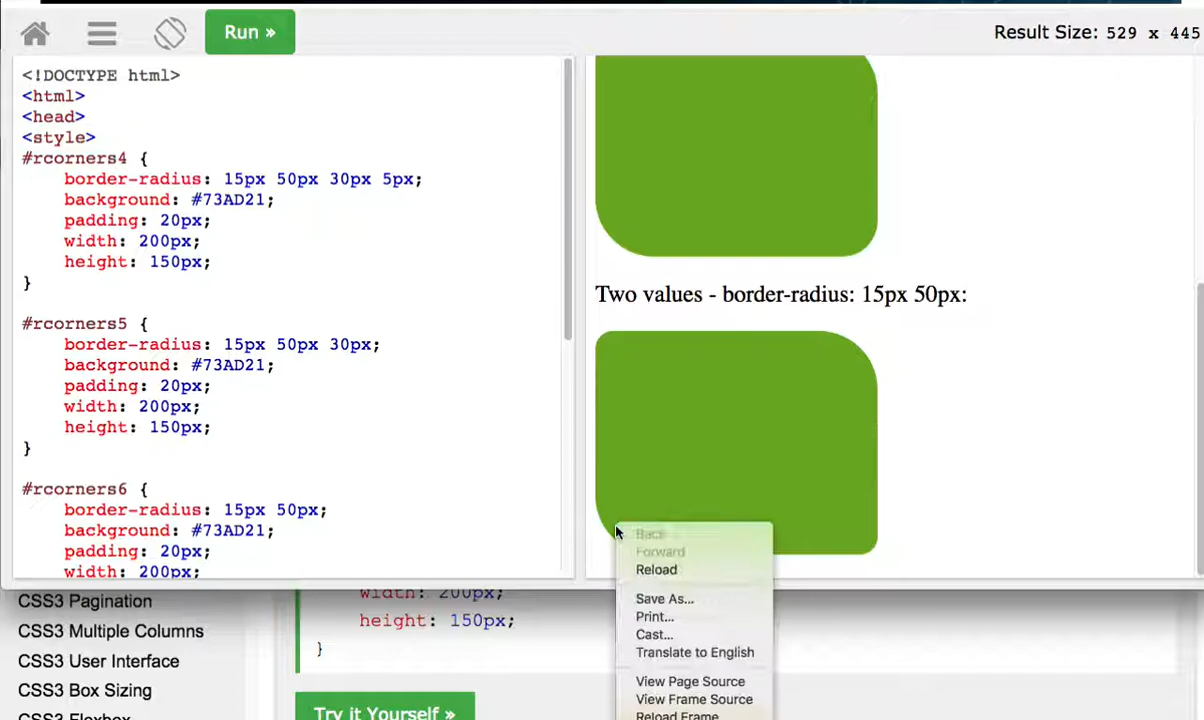 Run »
Result Size: 529 x 445
<!DOCTYPE html>
<html>
<head>
<style>
#rcorners4 {
    border-radius: 15px 50px 30px 5px;
    background: #73AD21;
    padding: 20px;
    width: 200px;
    height: 150px;
}
#rcorners5 {
    border-radius: 15px 50px 30px;
    background: #73AD21;
    padding: 20px;
    width: 200px;
    height: 150px;
}
#rcorners6 {
    border-radius: 15px 50px;
    background: #73AD21;
    padding: 20px;
    width: 200px;
Two values - border-radius: 15px 50px:
Back
Forward
Reload
Save As...
Print...
Cast...
Translate to English
View Page Source
View Frame Source
Reload Frame
CSS3 Pagination
CSS3 Multiple Columns
CSS3 User Interface
CSS3 Box Sizing
CSS3 Flexbox
width: 200px;
height: 150px;
}
Try it Yourself »